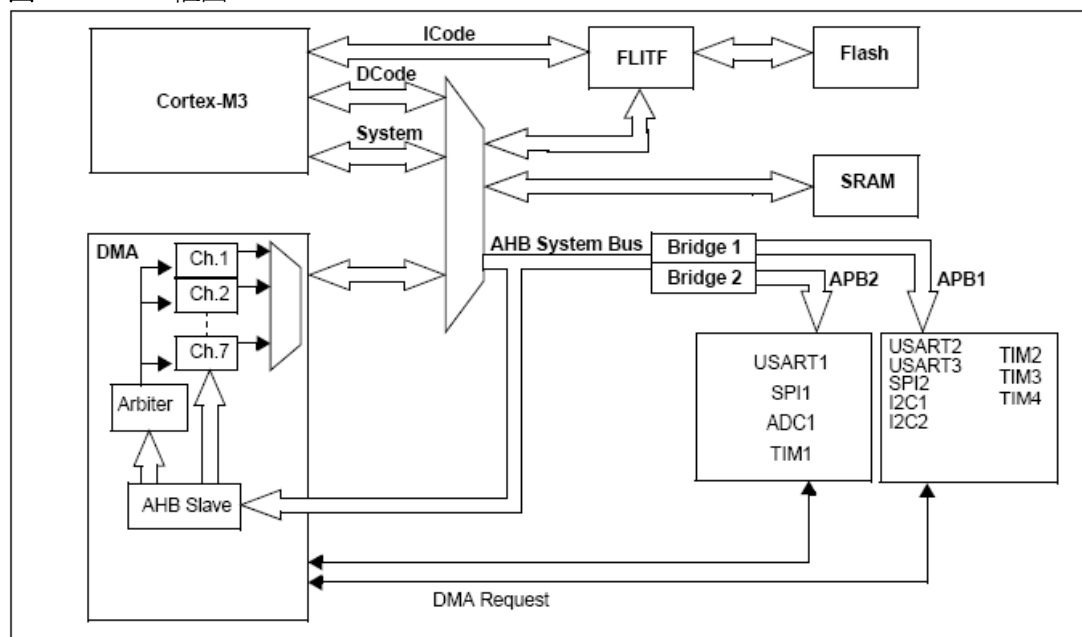 框图
ICode
FLITF
Flash
DCode
Cortex-M3
System
SRAM
DMA
Ch.1
AHB System Bus
Bridge 1
Ch.2
Bridge 2
APB2
APB1
Ch.7
USART1
SPI1
ADC1
TIM1
USART2
USART3
SPI2
I2C1
I2C2
TIM2
TIM3
TIM4
Arbiter
AHB Slave
DMA Request